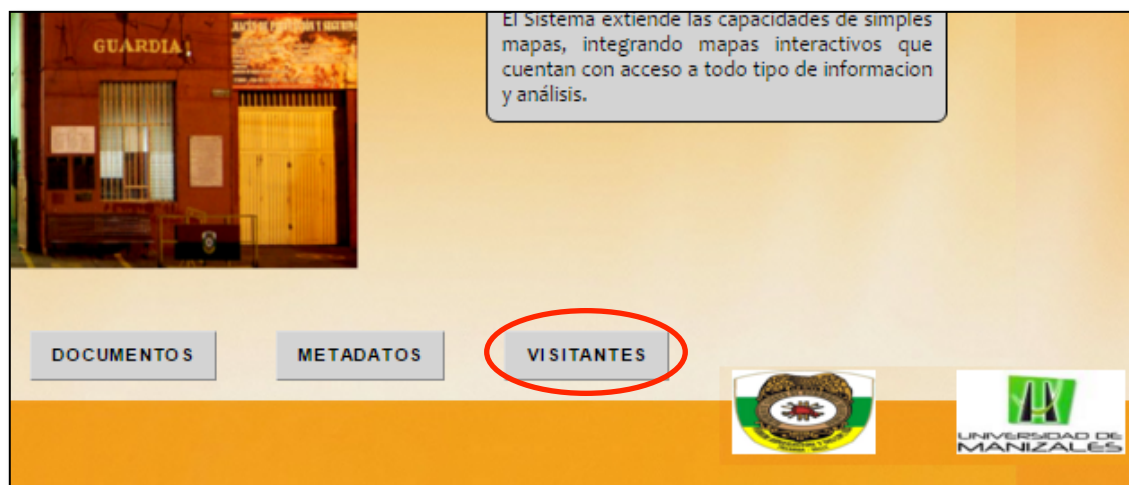 El Sistema extiende las capacidades de simples
mapas, integrando mapas interactivos que
cuentan con acceso a todo tipo de informacion
y análisis.
GUARDIA
DOCUMENTOS
METADATOS
VISITANTES
UNIVERSIDAD DE
MANIZALES